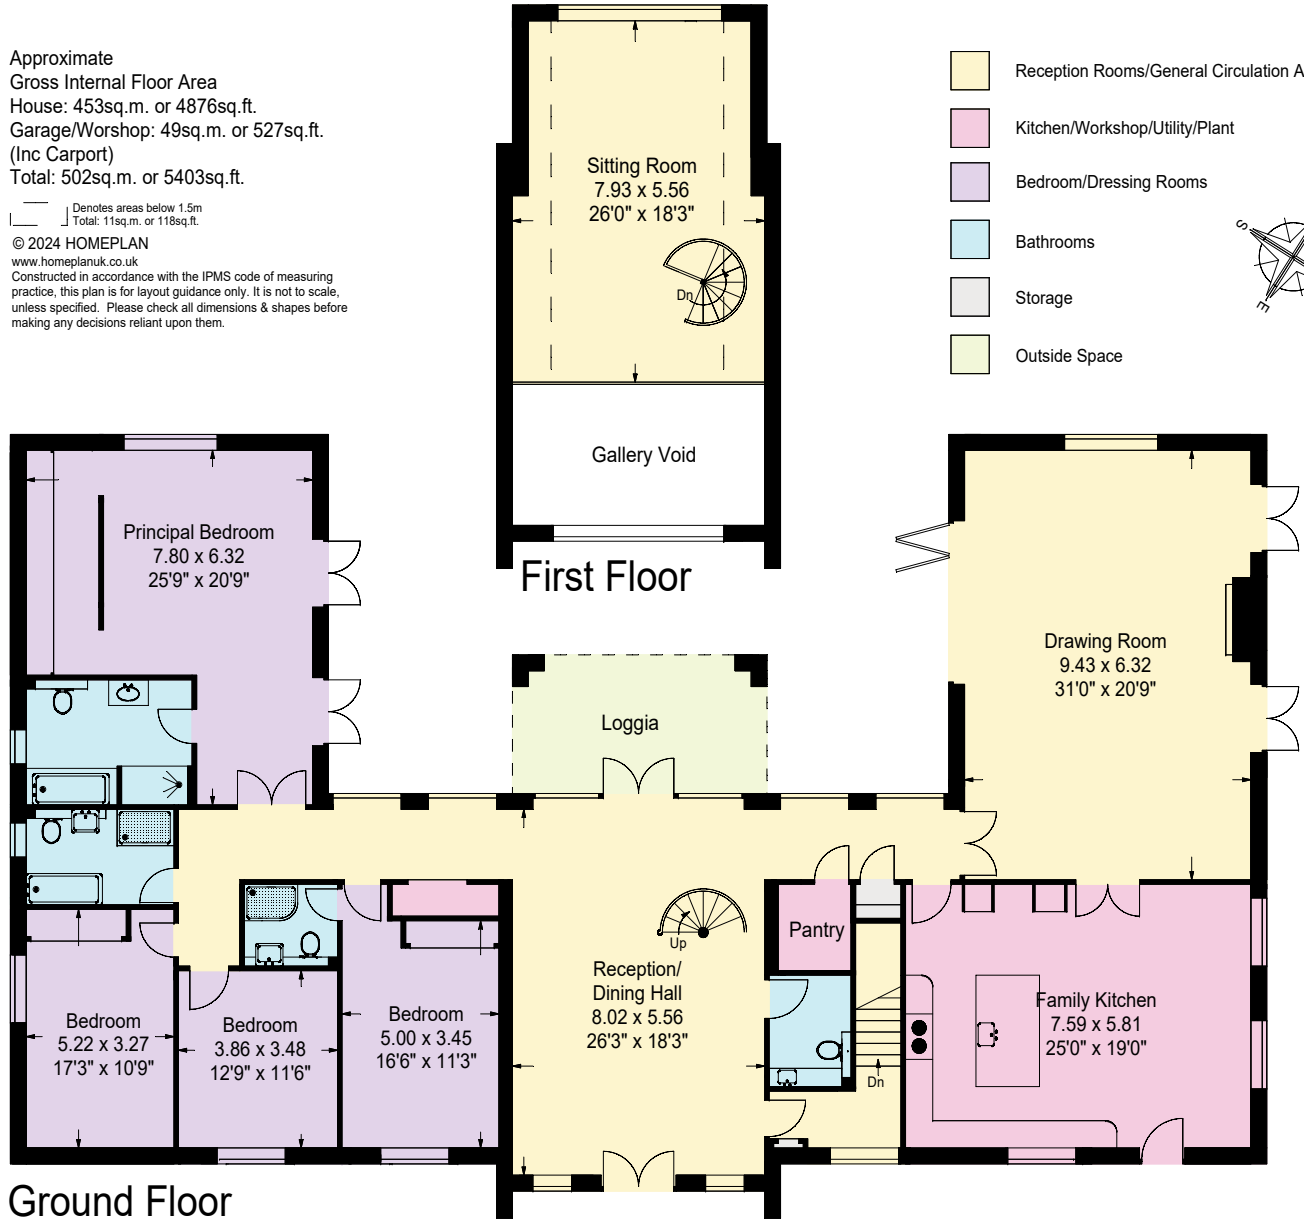 Approximate
Gross Internal Floor Area
House: 453sq.m. or 4876sq.ft.
Garage/Worshop: 49sq.m. or 527sq.ft.
(Inc Carport)
Total: 502sq.m. or 5403sq.ft.
Denotes areas below 1.5m
Total: 11sq.m. or 118sq.ft.
© 2024 HOMEPLAN
www.homeplanuk.co.uk
Constructed in accordance with the IPMS code of measuring
practice, this plan is for layout guidance only. It is not to scale,
unless specified. Please check all dimensions & shapes before
making any decisions reliant upon them.
Sitting Room
7.93 x 5.56
26'0" x 18'3"
Dn
Gallery Void
First Floor
Reception Rooms/General Circulation A
Kitchen/Workshop/Utility/Plant
Bedroom/Dressing Rooms
Bathrooms
Storage
Outside Space
S
E
Principal Bedroom
7.80 x 6.32
25'9" x 20'9"
Loggia
Drawing Room
9.43 x 6.32
31'0" x 20'9"
Bedroom
5.22 x 3.27
17'3" x 10'9"
Bedroom
3.86 x 3.48
12'9" x 11'6"
Bedroom
5.00 x 3.45
16'6" x 11'3"
Up
Reception/
Dining Hall
8.02 x 5.56
26'3" x 18'3"
Pantry
Dn
Family Kitchen
7.59 x 5.81
25'0" x 19'0"
Ground Floor